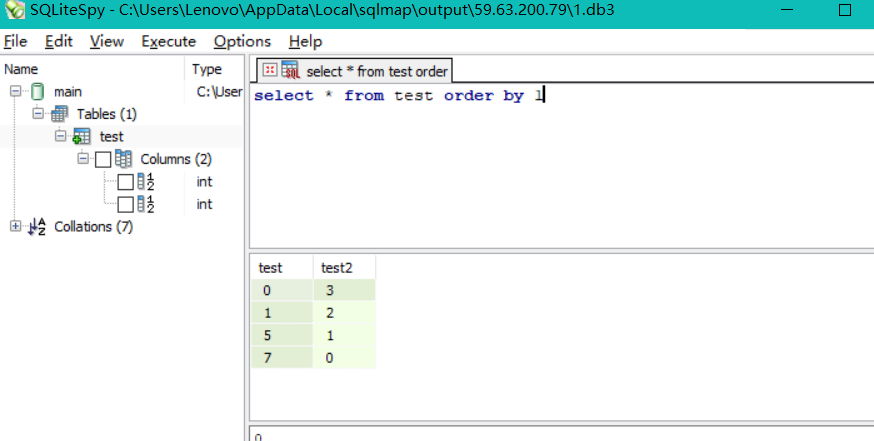 SQLiteSpy - C:\Users\Lenovo\AppData\Local\sqlmap\output\59.63.200.79\1.db3
File Edit View Execute Options Help
Name Type
main C:\User
Tables (1)
test
Columns (2)
int
int
Collations (7)
select * from test order
select * from test order by 1
test test2
0 3
1 2
5 1
7 0